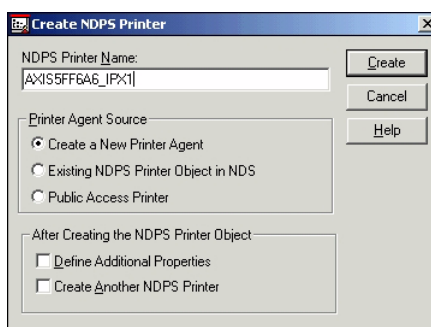 Create NDPS Printer
NDPS Printer Name:
AXIS5FF6A6_IPX1
Create
Cancel
Help
Printer Agent Source
Create a New Printer Agent
Existing NDPS Printer Object in NDS
Public Access Printer
After Creating the NDPS Printer Object
Define Additional Properties
Create Another NDPS Printer